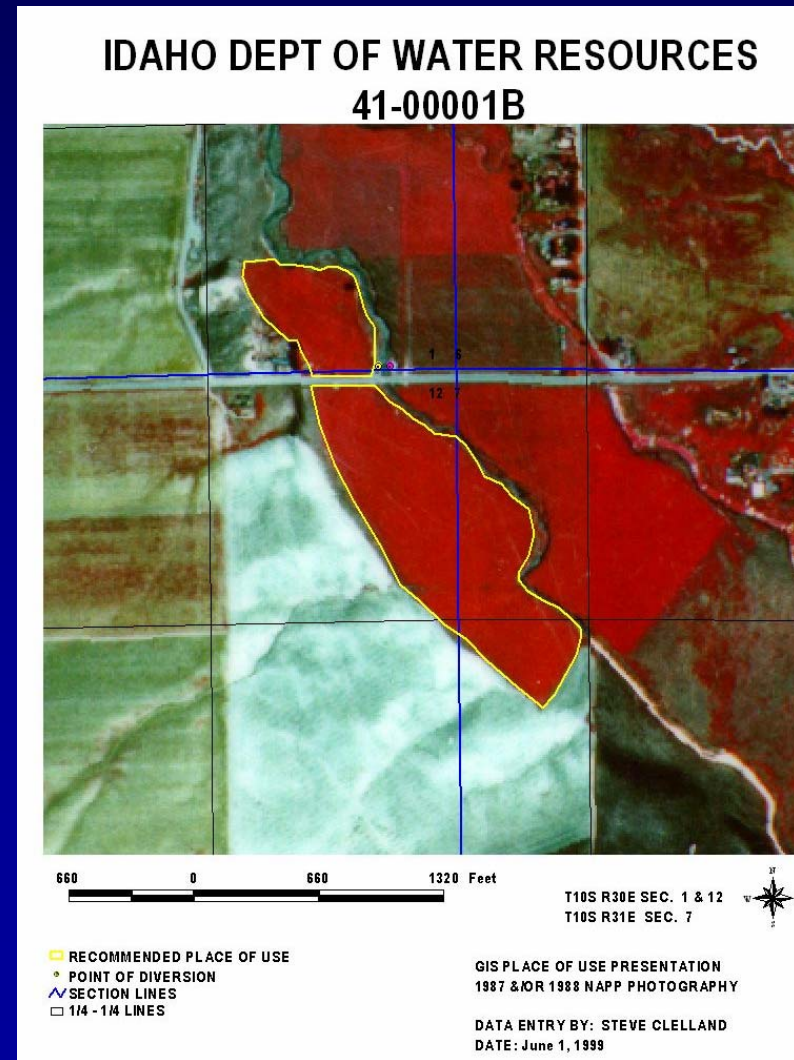 IDAHO DEPT OF WATER RESOURCES
41-00001B
1 6
12 7
660 0 660 1320 Feet
T10S R30E SEC. 1 & 12
T10S R31E SEC. 7
N
W
RECOMMENDED PLACE OF USE
POINT OF DIVERSION
SECTION LINES
1/4 - 1/4 LINES
GIS PLACE OF USE PRESENTATION
1987 &/OR 1988 NAPP PHOTOGRAPHY
DATA ENTRY BY: STEVE CLELLAND
DATE: June 1, 1999